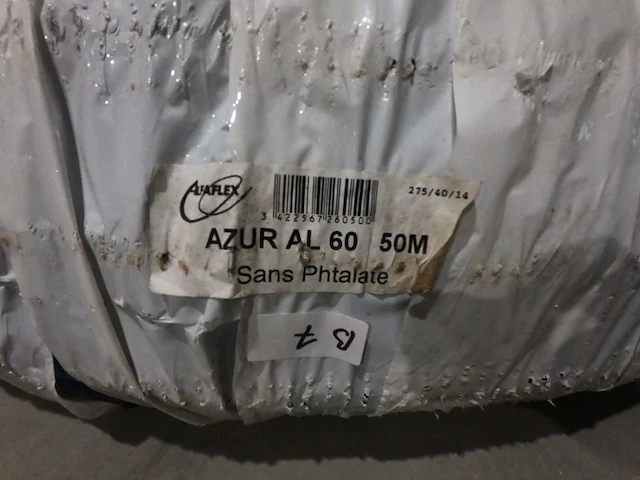 ALFAFLEX
275/40/14
3 422567 260500
AZUR AL 60 50M
Sans Phtalate
B 7